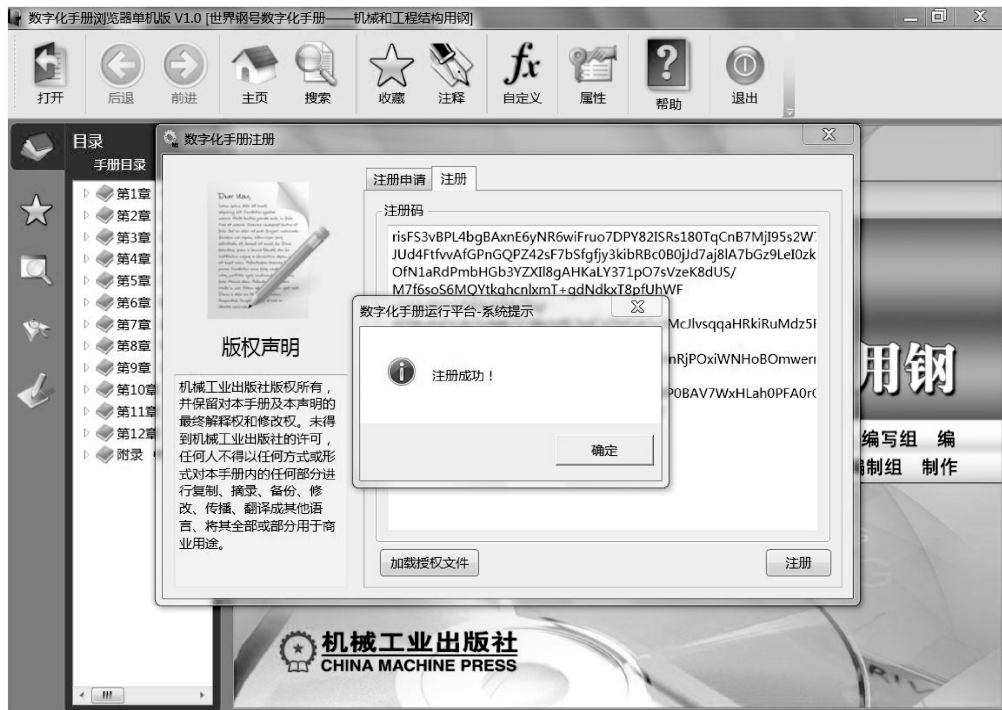 数字化手册浏览器单机版 V1.0 [世界钢号数字化手册——机械和工程结构用钢]
打开 后退 前进 主页 搜索 收藏 注释 自定义 属性 帮助 退出
目录
手册目录
第1章
第2章
第3章
第4章
第5章
第6章
第7章
第8章
第9章
第10章
第11章
第12章
附录
数字化手册注册
版权声明
机械工业出版社版权所有,
并保留对本手册及本声明的
最终解释权和修改权。未得
到机械工业出版社的许可,
任何人不得以任何方式或形
式对本手册内的任何部分进
行复制、摘录、备份、修
改、传播、翻译成其他语
言、将其全部或部分用于商
业用途。
注册申请 注册
注册码
risFS3vBPL4bgBAxnE6yNR6wiFruo7DPY82ISRs180TqCnB7MjI95s2W
JUd4FtfvvAfGPnGQPZ42sF7bSfgfjy3kibRBc0B0jJd7aj8lA7bGz9LeI0zk
OfN1aRdPmbHGb3YZXIl8gAHKaLY371pO7sVzeK8dUS/
M7f6soS6MQYtkqhcnlxmT+qdNdkxT8pfUhWF
McJlvsqqaHRkiRuMdz5
nRjPOxiWNHoBOmwer
P0BAV7WxHLah0PFA0r
数字化手册运行平台-系统提示
注册成功!
确定
加载授权文件 注册
用钢
编写组 编
编制组 制作
机械工业出版社
CHINA MACHINE PRESS